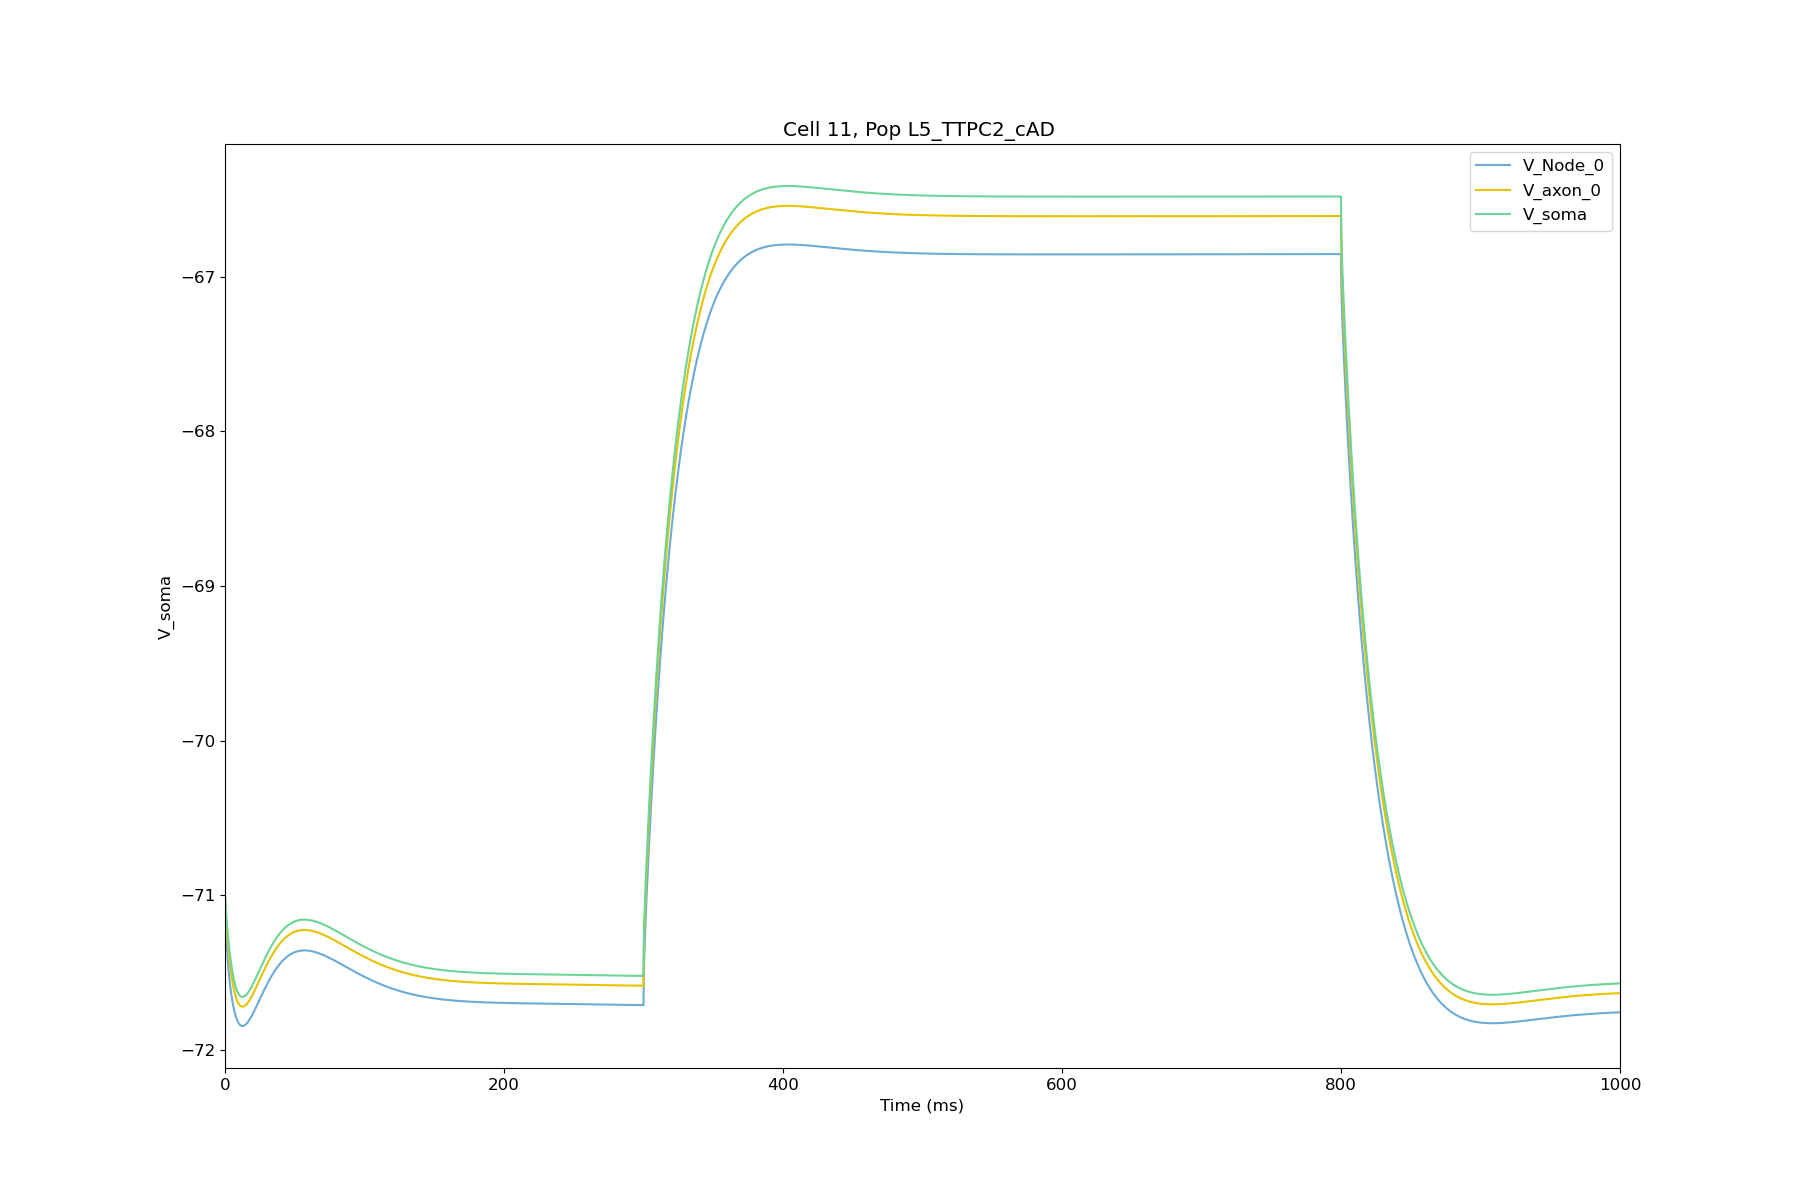 Cell 11, Pop L5_TTPC2_cAD
V_Node_0
V_axon_0
V_soma
−67
−68
−69
−70
−71
−72
V_soma
0
200
400
600
800
1000
Time (ms)